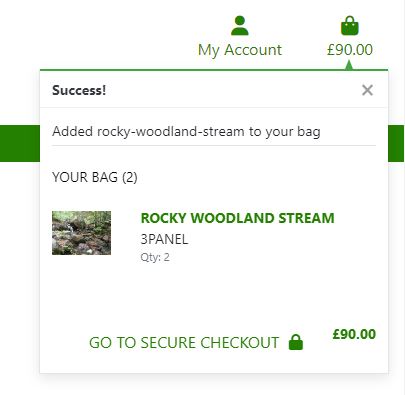 My Account
£90.00
Success!
×
Added rocky-woodland-stream to your bag
YOUR BAG (2)
ROCKY WOODLAND STREAM
3PANEL
Qty: 2
£90.00
GO TO SECURE CHECKOUT